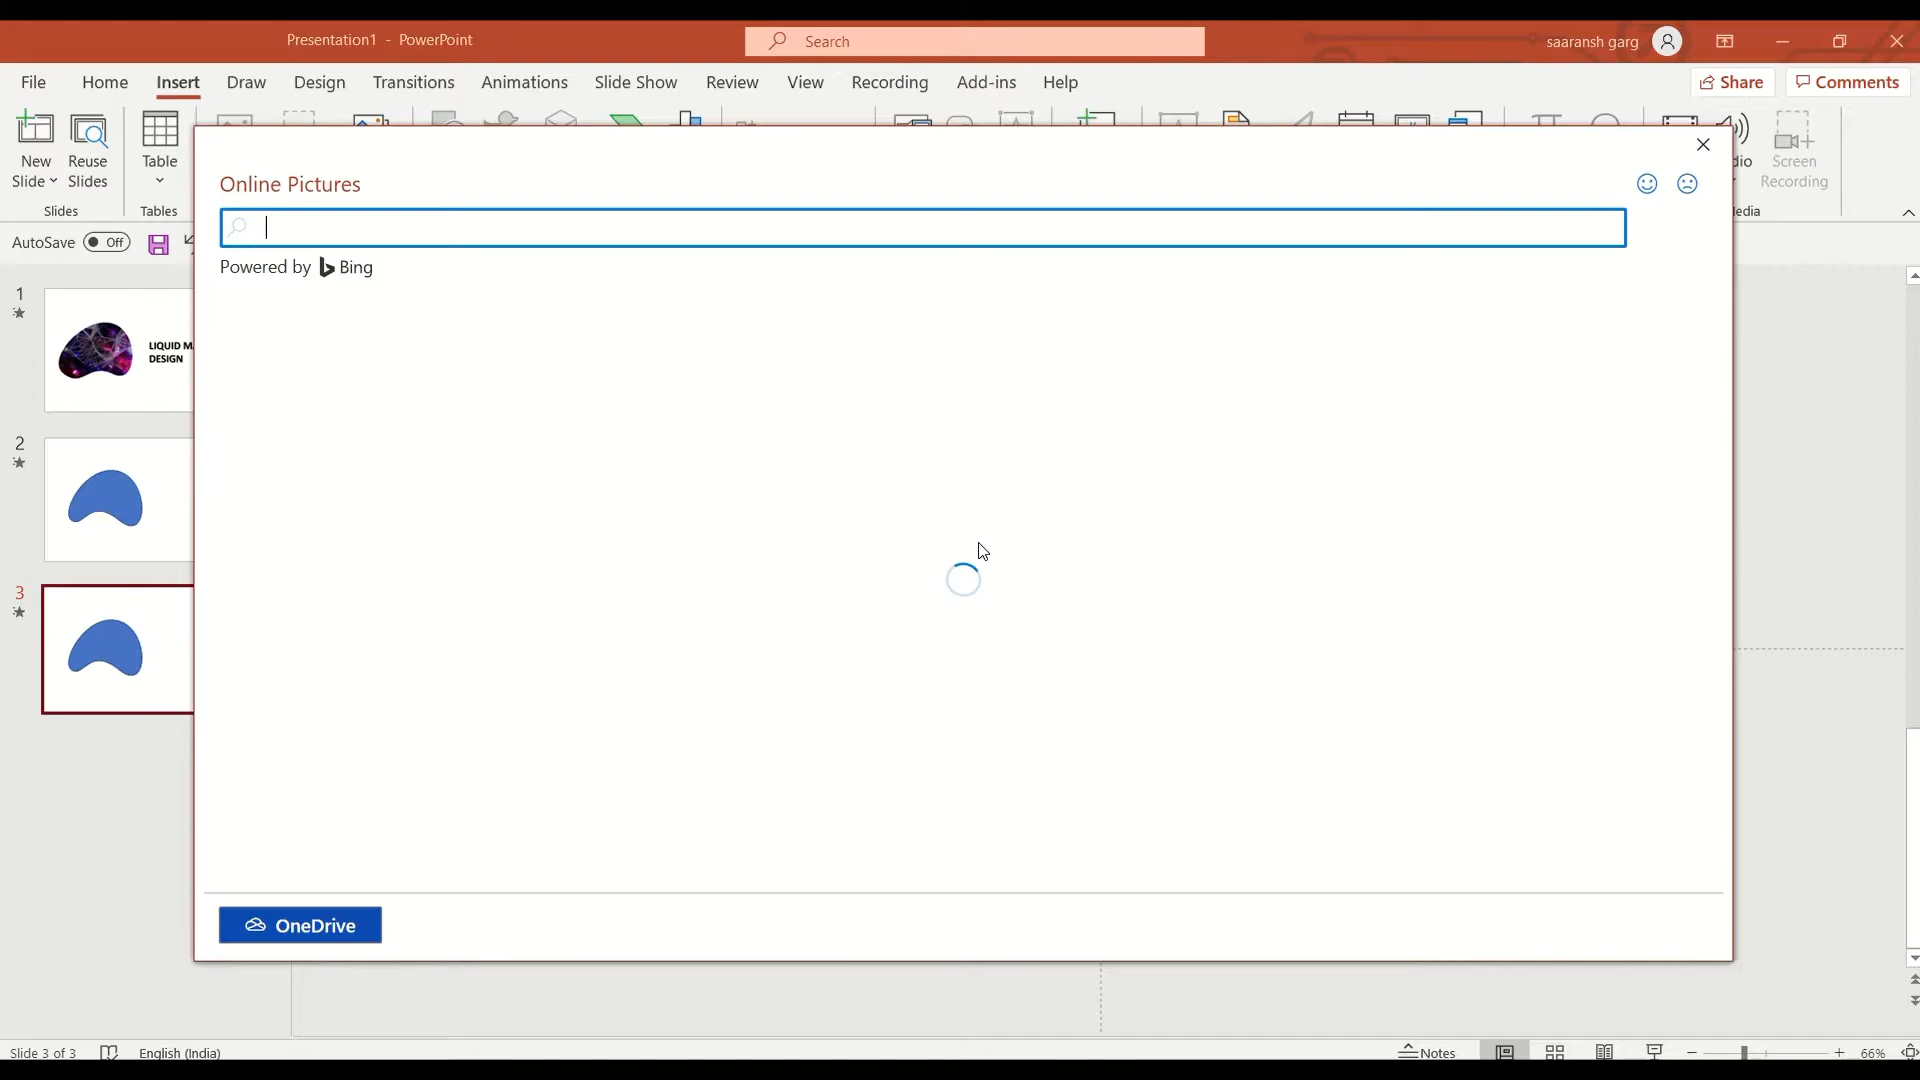 Presentation1 - PowerPoint
Search
saaransh garg
File Home Insert Draw Design Transitions Animations Slide Show Review View Recording Add-ins Help
Share
Comments
New Slide
Reuse Slides
Table
Screen Recording
Slides
Tables
AutoSave Off
Online Pictures
Powered by Bing
1
LIQUID
DESIGN
2
3
OneDrive
Slide 3 of 3
English (India)
Notes
66%